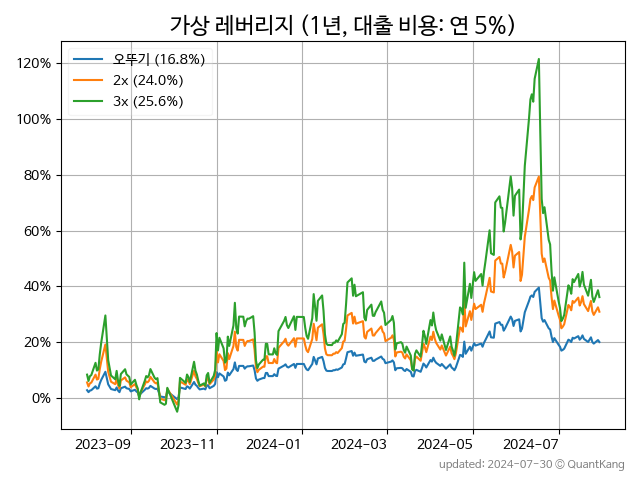 가상 레버리지 (1년, 대출 비용: 연 5%)
오뚜기 (16.8%)
2x (24.0%)
3x (25.6%)
120%
100%
80%
60%
40%
20%
0%
2023-09 2023-11 2024-01 2024-03 2024-05 2024-07
updated: 2024-07-30 © QuantKang